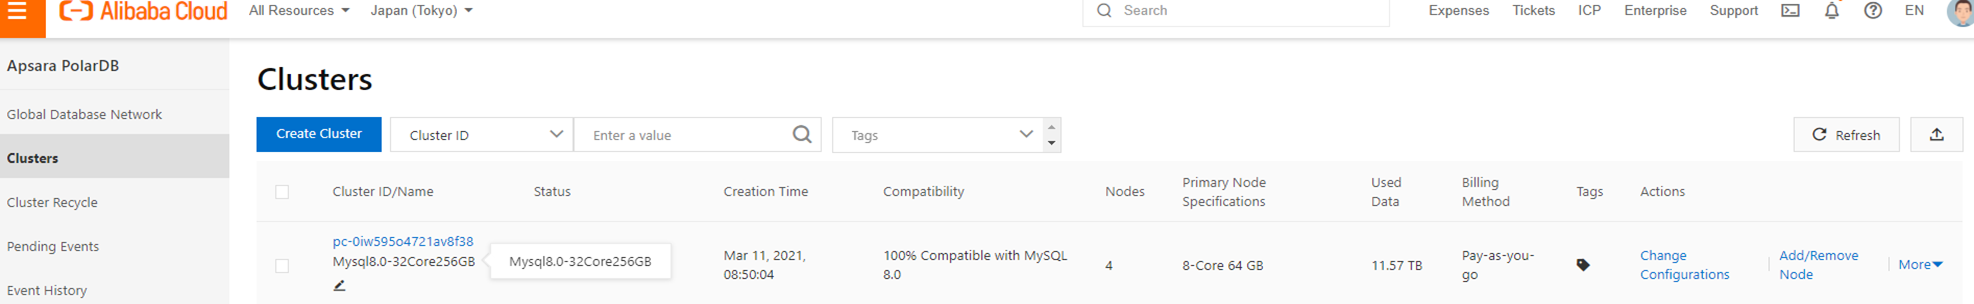 Alibaba Cloud All Resources Japan (Tokyo) Search Expenses Tickets ICP Enterprise Support EN
Apsara PolarDB
Global Database Network
Clusters
Cluster Recycle
Pending Events
Event History
Clusters
Create Cluster Cluster ID Enter a value Tags Refresh
Cluster ID/Name Status Creation Time Compatibility Nodes Primary Node Specifications Used Data Billing Method Tags Actions
pc-0iw595o4721av8f38
Mysql8.0-32Core256GB Mysql8.0-32Core256GB Mar 11, 2021, 08:50:04 100% Compatible with MySQL 8.0 4 8-Core 64 GB 11.57 TB Pay-as-you-go Change Configurations Add/Remove Node More